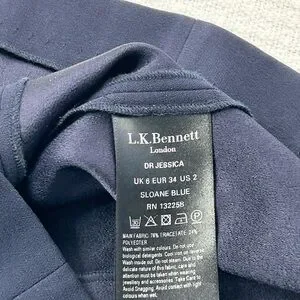 L.K.Bennett
London
DR JESSICA
UK 6 EUR 34 US 2
SLOANE BLUE
RN 132258
MAIN FABRIC: 76% TRIACETATE, 24%
POLYESTER
Wash with similar colours. Do not use
biological detergents. Cool iron on reverse.
Wash inside out. Do not steam. Due to the
delicate nature of this fabric, care and
attention must be taken when wearing
and Take Care to
Avoid Snagging. Avoid contact with light
colours when wet.